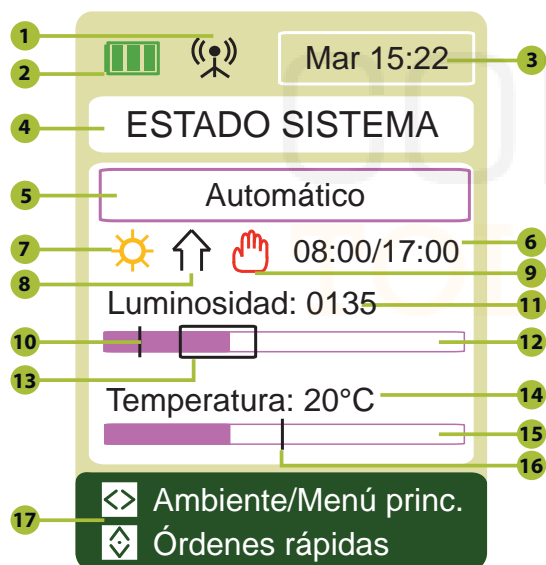 1
2
Mar 15:22
3
4
ESTADO SISTEMA
5
Automático
7
8
08:00/17:00
6
9
Luminosidad: 0135
11
10
12
13
Temperatura: 20°C
14
15
16
17
Ambiente/Menú princ.
Órdenes rápidas